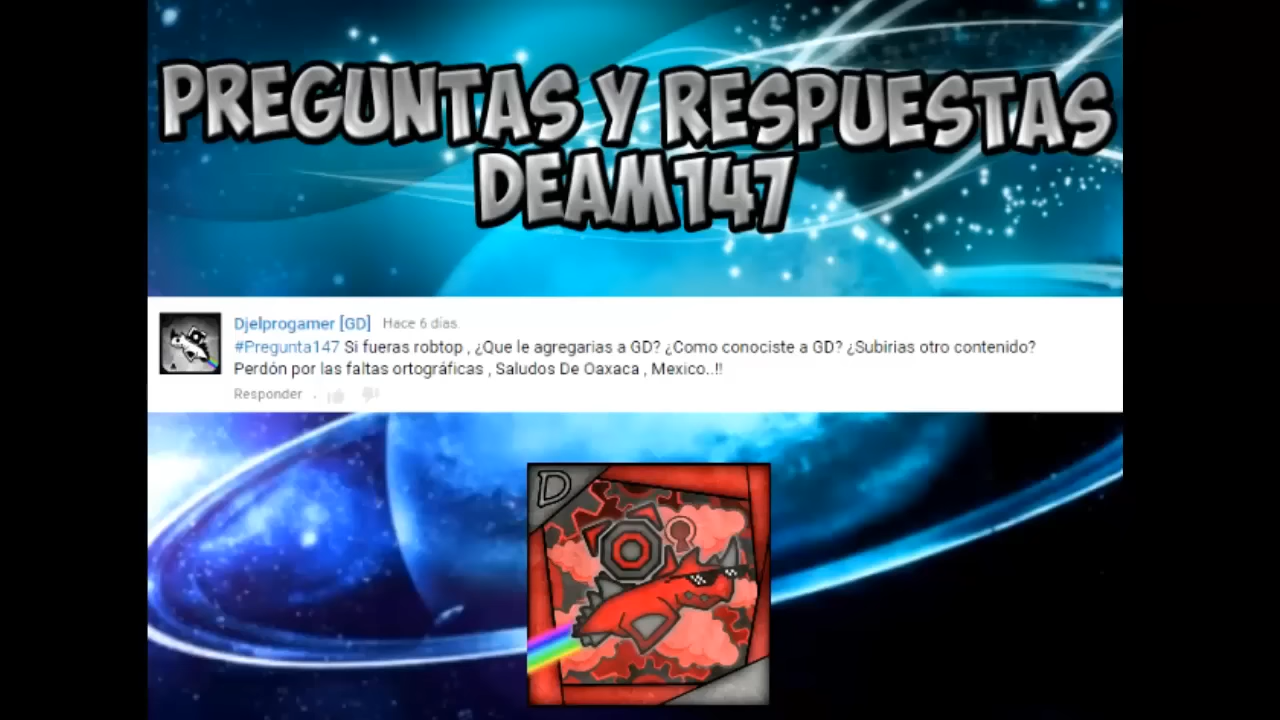 PREGUNTAS Y RESPUESTAS
DEAM147
Djelprogamer [GD] Hace 6 días.
#Pregunta147 Si fueras robtop , ¿Que le agregarias a GD? ¿Como conociste a GD? ¿Subirias otro contenido?
Perdón por las faltas ortográficas , Saludos De Oaxaca , Mexico..!!
Responder .
D